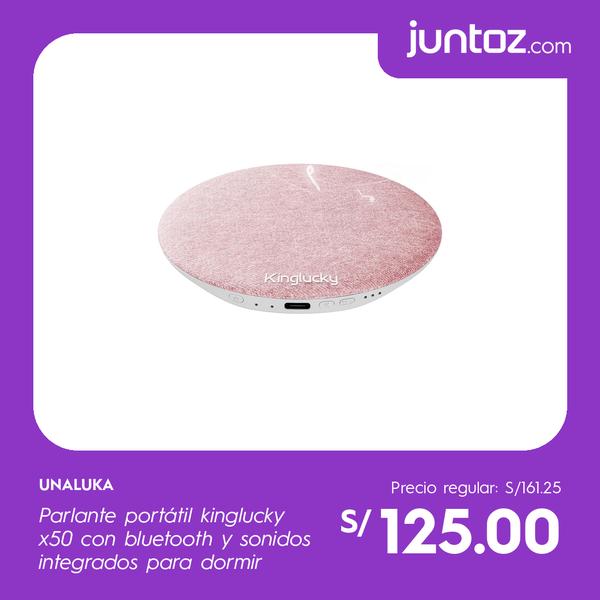 juntoz.com
Kinglucky
UNALUKA
Parlante portátil kinglucky
x50 con bluetooth y sonidos
integrados para dormir
Precio regular: S/161.25
S/125.00